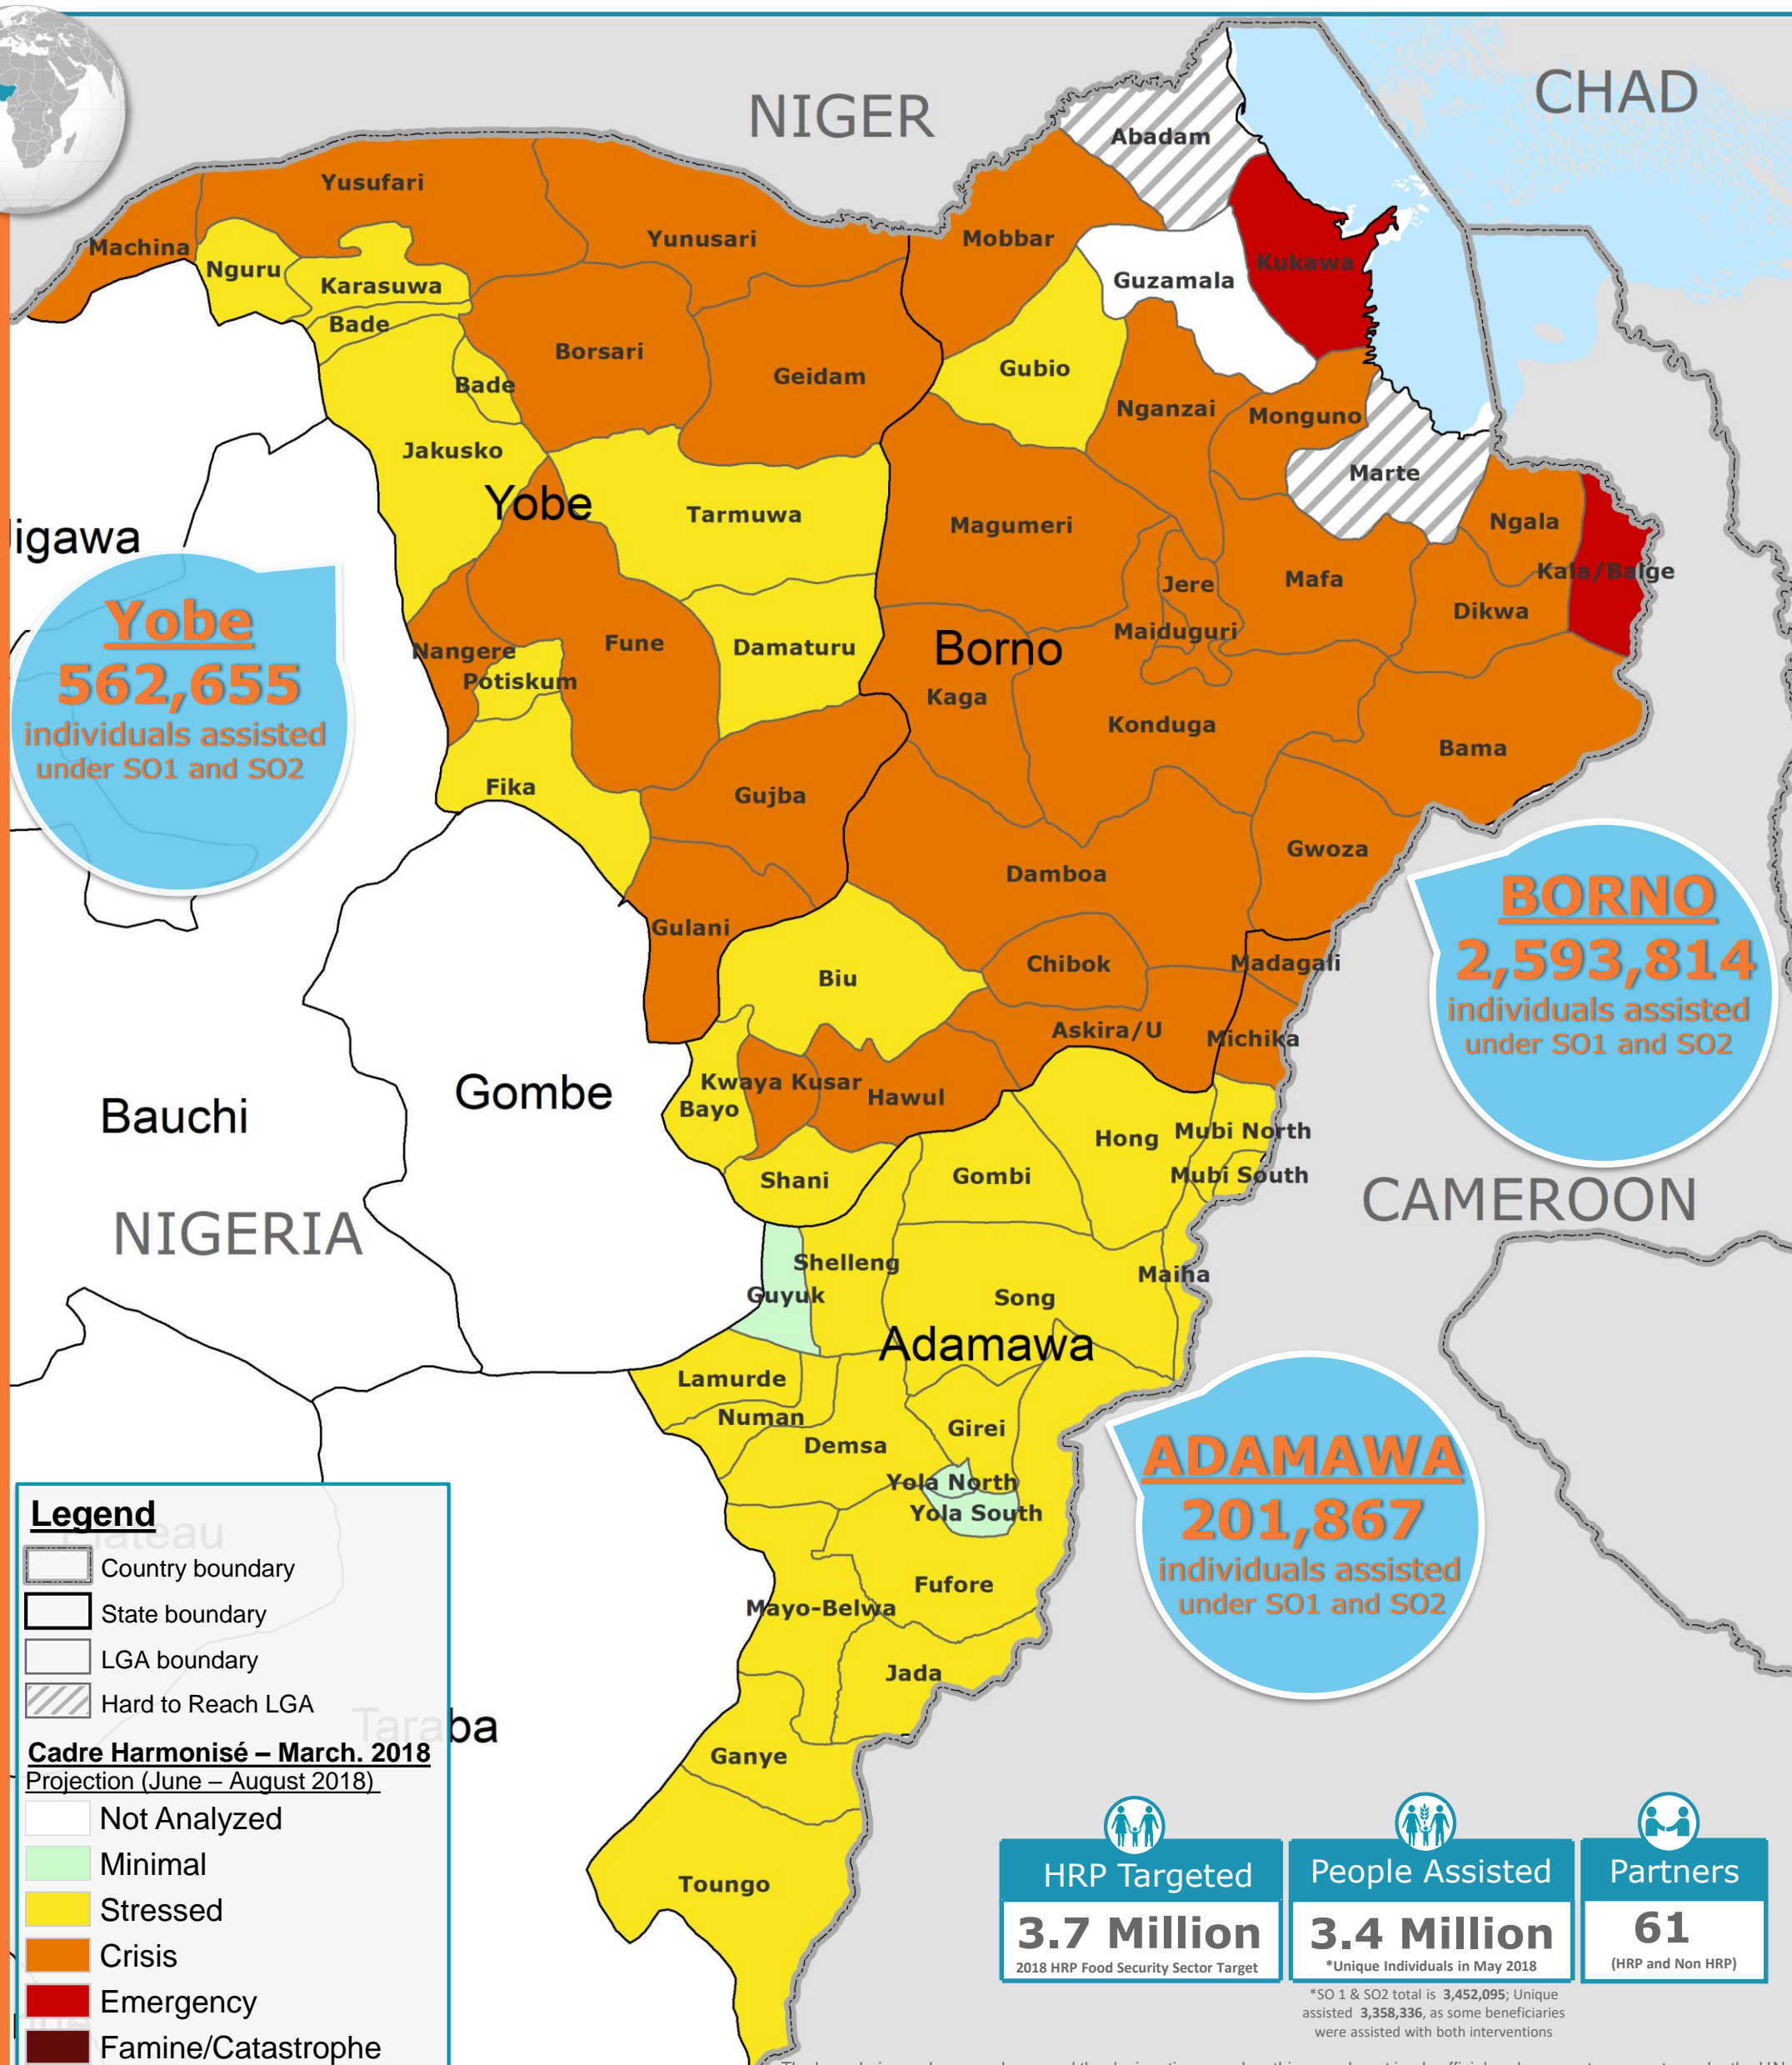 NIGER
CHAD
Abadam
Yusufari
Machina
Yunusari
Mobbar
Kukawa
Nguru
Karasuwa
Guzamala
Bade
Borsari
Geidam
Gubio
Bade
Nganzai
Monguno
Jakusko
Marte
Yobe
Tarmuwa
Magumeri
Ngala
igawa
Jere
Mafa
Kala/Balge
Dikwa
Maiduguri
Borno
Nangere
Fune
Damaturu
Potiskum
Kaga
Konduga
Bama
Fika
Gujba
Gwoza
Damboa
Gulani
Chibok
Madagali
Biu
Askira/U
Michika
Kwaya Kusar
Hawul
Bayo
Gombe
Bauchi
Hong
Mubi North
Mubi South
Shani
Gombi
NIGERIA
CAMEROON
Shelleng
Maiha
Guyuk
Song
Adamawa
Lamurde
Numan
Girei
Demsa
Yola North
Yola South
Fufore
Mayo-Belwa
Jada
Ganye
Toungo
Taraba
Yobe
562,655
individuals assisted
under SO1 and SO2
BORNO
2,593,814
individuals assisted
under SO1 and SO2
ADAMAWA
201,867
individuals assisted
under SO1 and SO2
Legend
Country boundary
State boundary
LGA boundary
Hard to Reach LGA
Cadre Harmonisé – March. 2018
Projection (June – August 2018)
Not Analyzed
Minimal
Stressed
Crisis
Emergency
Famine/Catastrophe
HRP Targeted
3.7 Million
2018 HRP Food Security Sector Target
People Assisted
3.4 Million
*Unique Individuals in May 2018
Partners
61
(HRP and Non HRP)
*SO 1 & SO2 total is 3,452,095; Unique
assisted 3,358,336, as some beneficiaries
were assisted with both interventions